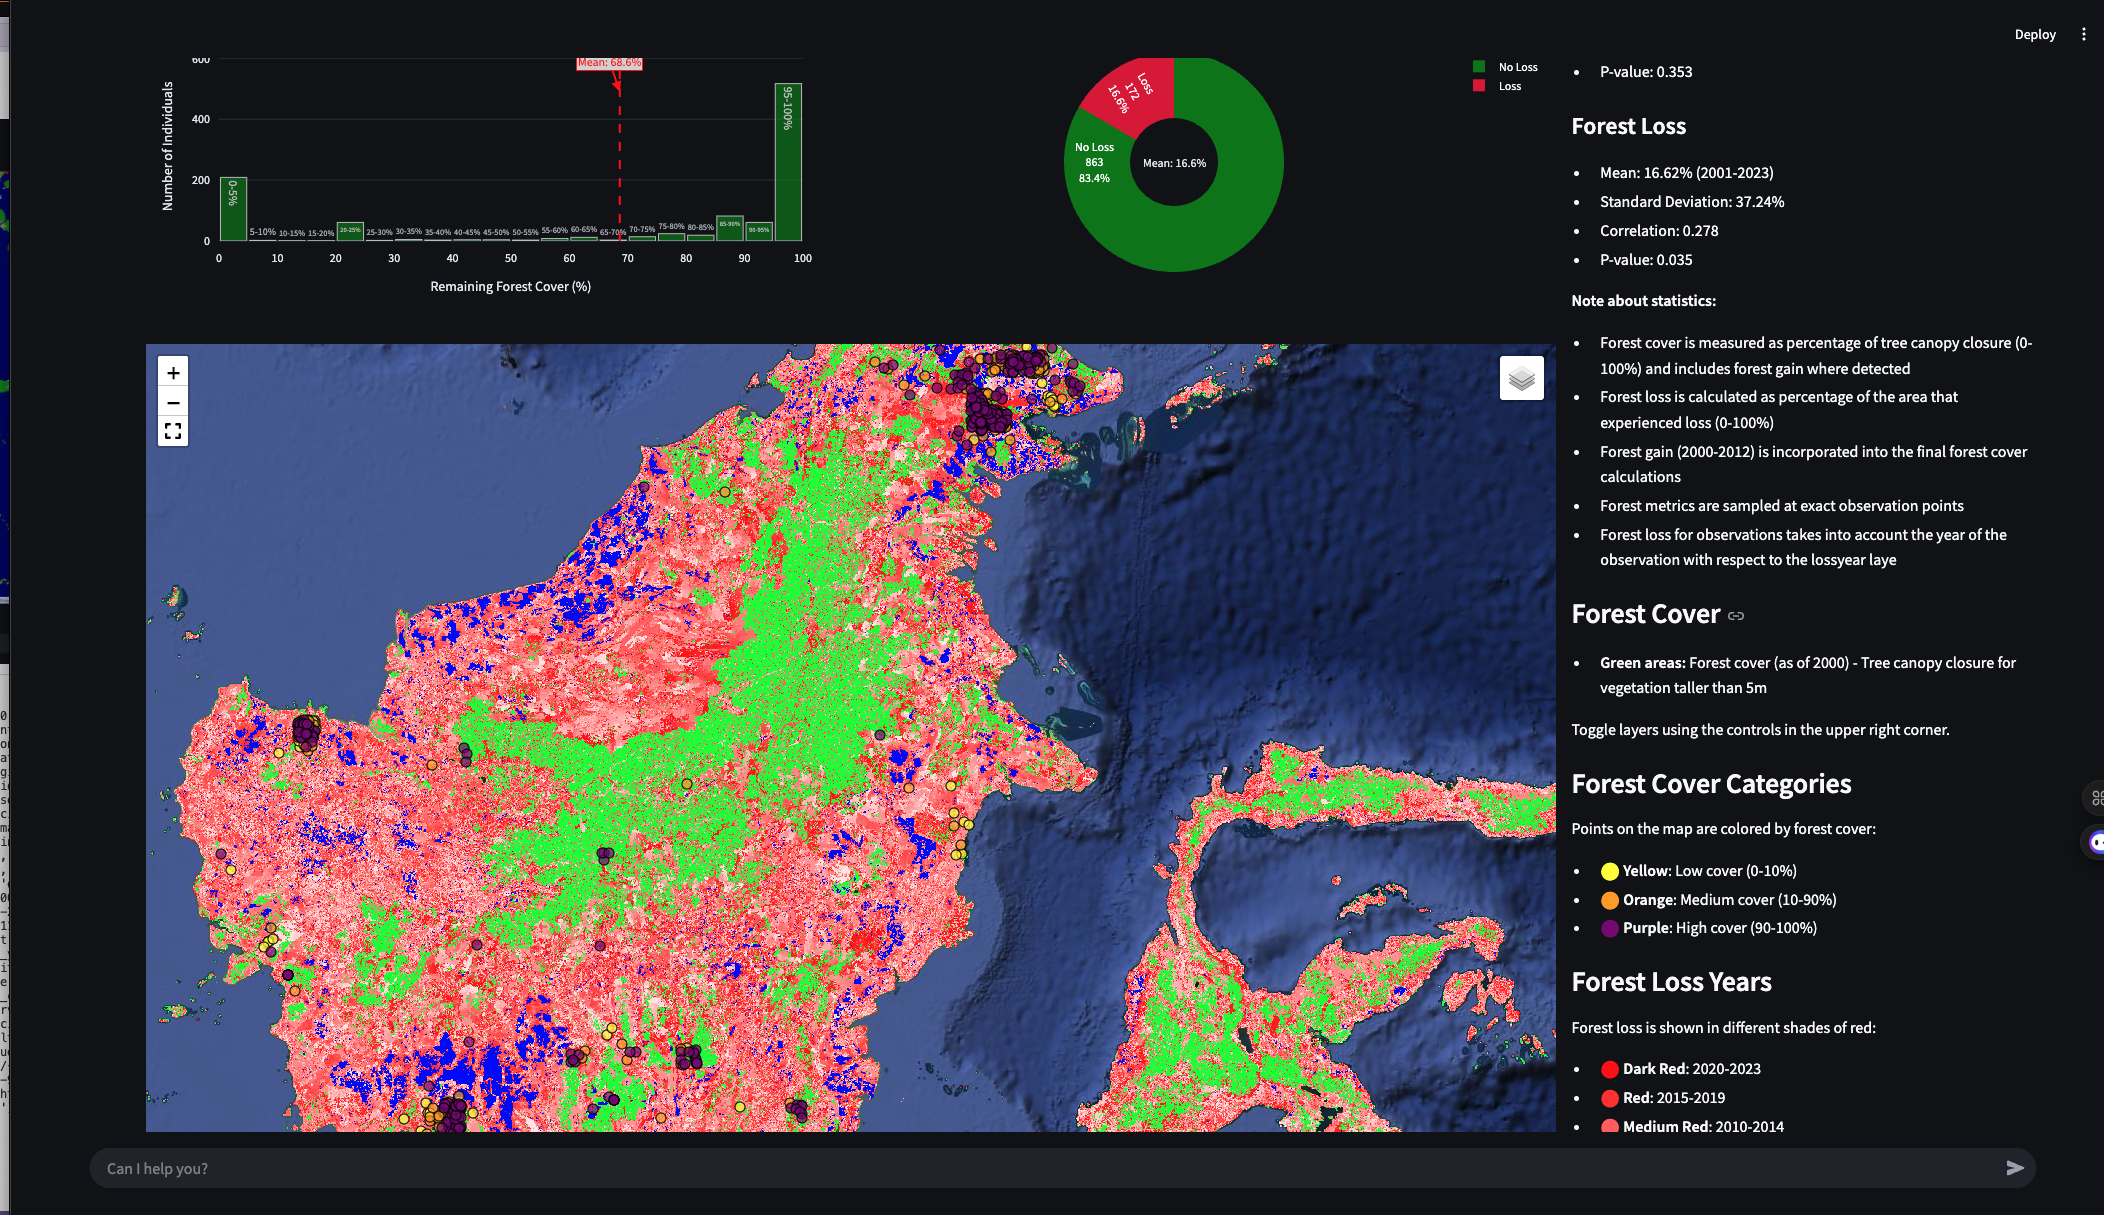 Deploy
600
400
200
0
Number of Individuals
Mean: 68.6%
0-5%
5-10%
10-15%
15-20%
20-25%
25-30%
30-35%
35-40%
40-45%
45-50%
50-55%
55-60%
60-65%
65-70%
70-75%
75-80%
80-85%
85-90%
90-95%
95-100%
0
10
20
30
40
50
60
70
80
90
100
Remaining Forest Cover (%)
Loss
172
16.6%
No Loss
863
83.4%
Mean: 16.6%
No Loss
Loss
P-value: 0.353
Forest Loss
Mean: 16.62% (2001-2023)
Standard Deviation: 37.24%
Correlation: 0.278
P-value: 0.035
Note about statistics:
Forest cover is measured as percentage of tree canopy closure (0-
100%) and includes forest gain where detected
Forest loss is calculated as percentage of the area that
experienced loss (0-100%)
Forest gain (2000-2012) is incorporated into the final forest cover
calculations
Forest metrics are sampled at exact observation points
Forest loss for observations takes into account the year of the
observation with respect to the lossyear laye
Forest Cover
Green areas: Forest cover (as of 2000) - Tree canopy closure for
vegetation taller than 5m
Toggle layers using the controls in the upper right corner.
Forest Cover Categories
Points on the map are colored by forest cover:
Yellow: Low cover (0-10%)
Orange: Medium cover (10-90%)
Purple: High cover (90-100%)
Forest Loss Years
Forest loss is shown in different shades of red:
Dark Red: 2020-2023
Red: 2015-2019
Medium Red: 2010-2014
+
−
Can I help you?